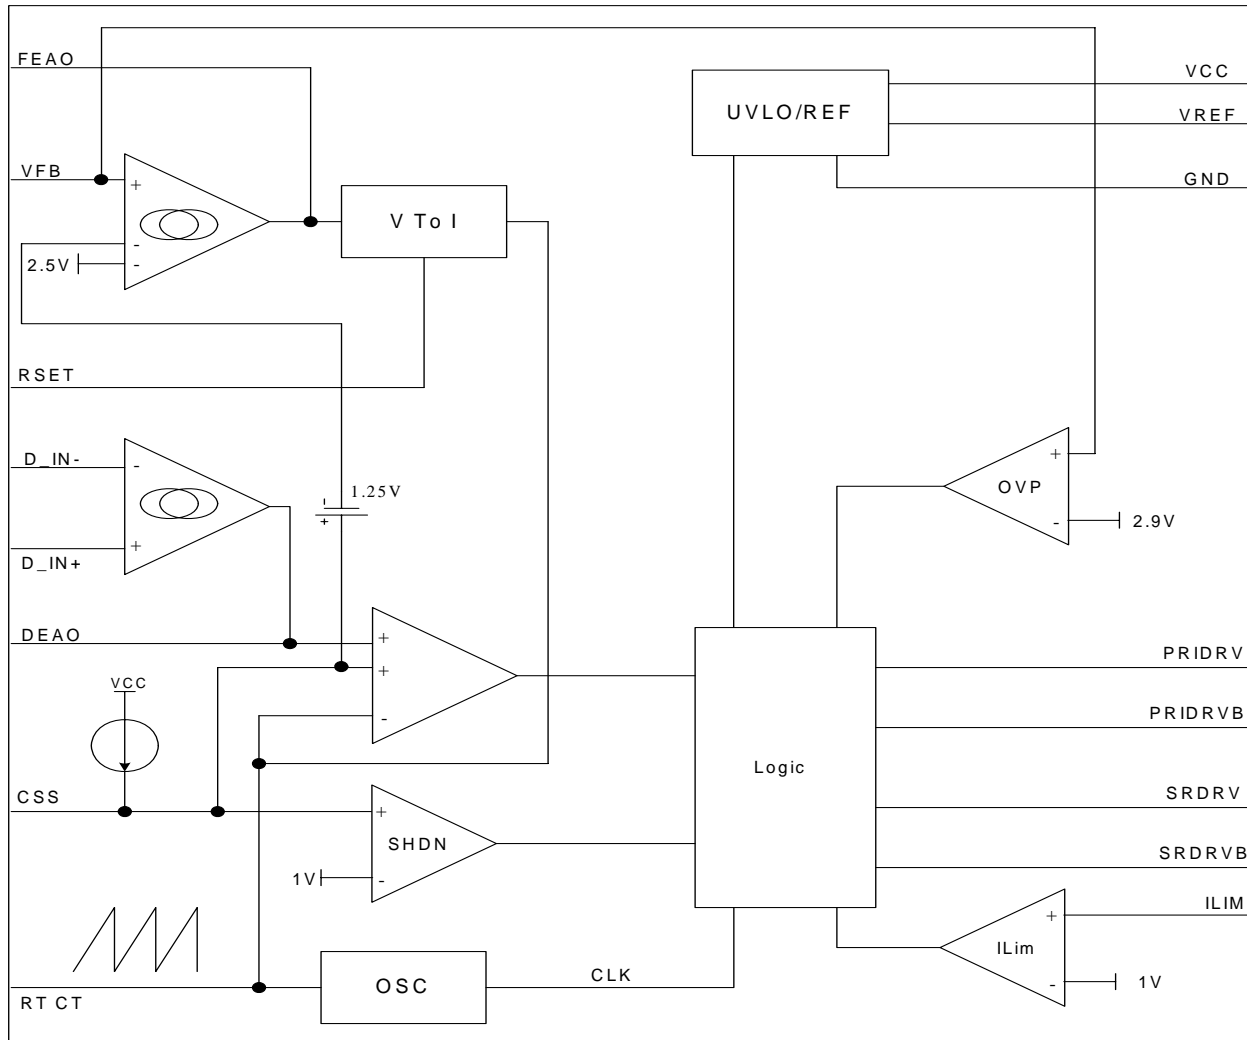 FEAO
VCC
UVLO/REF
VREF
VFB
GND
+
V To I
-
2.5V
-
RSET
D_IN-
-
+
OVP
1.25V
-
+
-
2.9V
+
D_IN+
DEAO
+
+
PRIDRV
VCC
-
PRIDRVB
Logic
CSS
+
SRDRV
SHDN
SRDRVB
1V
-
ILIM
+
ILim
CLK
OSC
-
1V
RT CT